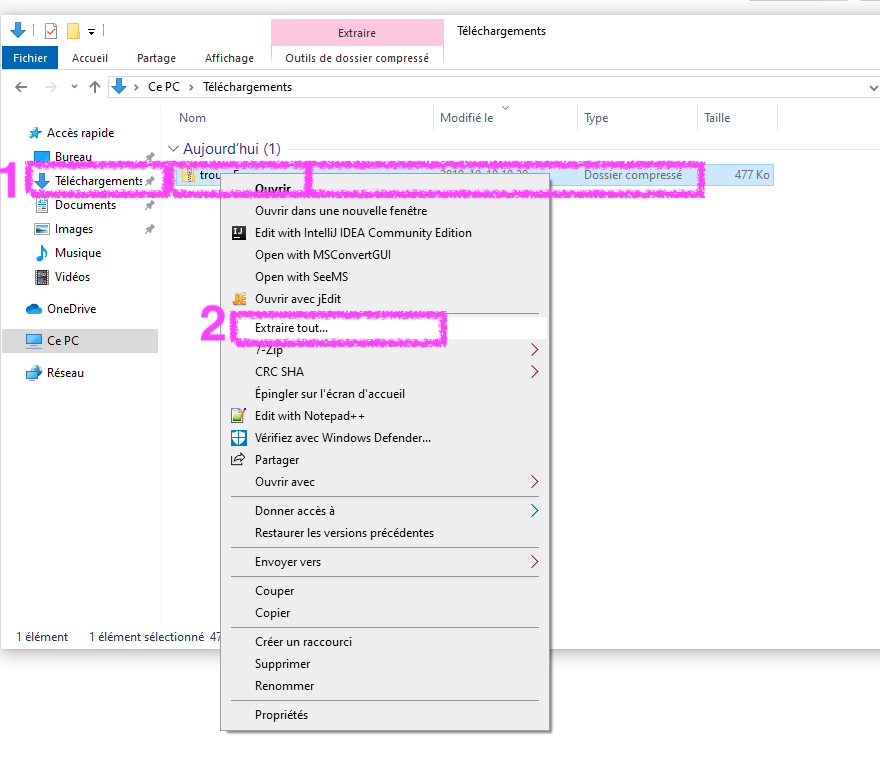 Extraire
Téléchargements
Fichier
Accueil
Partage
Affichage
Outils de dossier compressé
Ce PC
Téléchargements
Nom
Modifié le
Type
Taille
Accès rapide
Aujourd'hui (1)
Bureau
1
Téléchargements
Dossier compressé
477 Ko
Ouvrir
Documents
Ouvrir dans une nouvelle fenêtre
Images
Edit with IntelliJ IDEA Community Edition
Musique
Open with MSConvertGUI
Vidéos
Open with SeeMS
Ouvrir avec jEdit
OneDrive
2
Extraire tout...
Ce PC
7-Zip
Réseau
CRC SHA
Épingler sur l'écran d'accueil
Edit with Notepad++
Vérifiez avec Windows Defender...
Partager
Ouvrir avec
Donner accès à
Restaurer les versions précédentes
Envoyer vers
Couper
Copier
1 élément
1 élément sélectionné 47
Créer un raccourci
Supprimer
Renommer
Propriétés